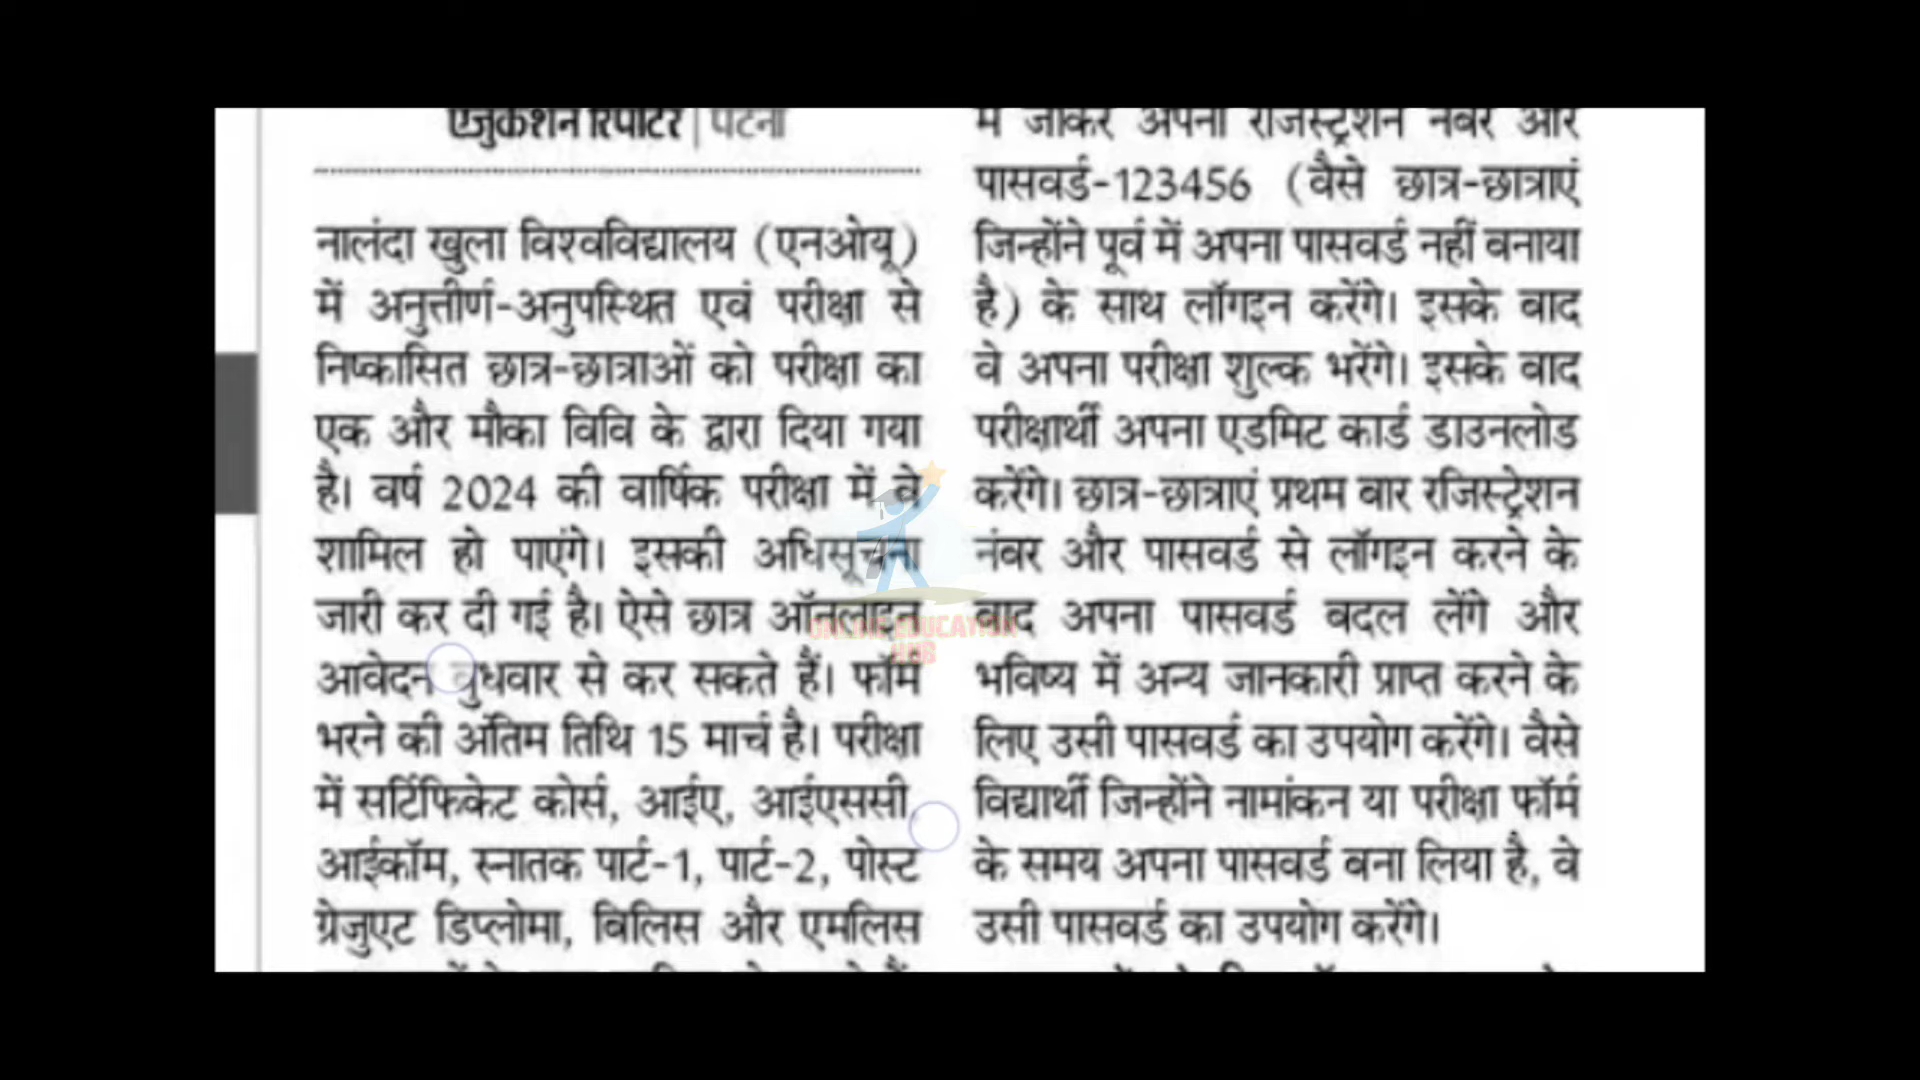 एजुकेशन रिपोर्टर | पटना
नालंदा खुला विश्वविद्यालय (एनओयू)
में अनुत्तीर्ण-अनुपस्थित एवं परीक्षा से
निष्कासित छात्र-छात्राओं को परीक्षा का
एक और मौका विवि के द्वारा दिया गया
है। वर्ष 2024 की वार्षिक परीक्षा में वे
शामिल हो पाएंगे। इसकी अधिसूचना
जारी कर दी गई है। ऐसे छात्र ऑनलाइन
आवेदन बुधवार से कर सकते हैं। फॉर्म
भरने की अंतिम तिथि 15 मार्च है। परीक्षा
में सर्टिफिकेट कोर्स, आईए, आईएससी,
आईकॉम, स्नातक पार्ट-1, पार्ट-2, पोस्ट
ग्रेजुएट डिप्लोमा, बिलिस और एमलिस
में जाकर अपना रजिस्ट्रेशन नंबर और
पासवर्ड-123456 (वैसे छात्र-छात्राएं
जिन्होंने पूर्व में अपना पासवर्ड नहीं बनाया
है) के साथ लॉगइन करेंगे। इसके बाद
वे अपना परीक्षा शुल्क भरेंगे। इसके बाद
परीक्षार्थी अपना एडमिट कार्ड डाउनलोड
करेंगे। छात्र-छात्राएं प्रथम बार रजिस्ट्रेशन
नंबर और पासवर्ड से लॉगइन करने के
बाद अपना पासवर्ड बदल लेंगे और
भविष्य में अन्य जानकारी प्राप्त करने के
लिए उसी पासवर्ड का उपयोग करेंगे। वैसे
विद्यार्थी जिन्होंने नामांकन या परीक्षा फॉर्म
के समय अपना पासवर्ड बना लिया है, वे
उसी पासवर्ड का उपयोग करेंगे।
ONLINE EDUCATION
HUB